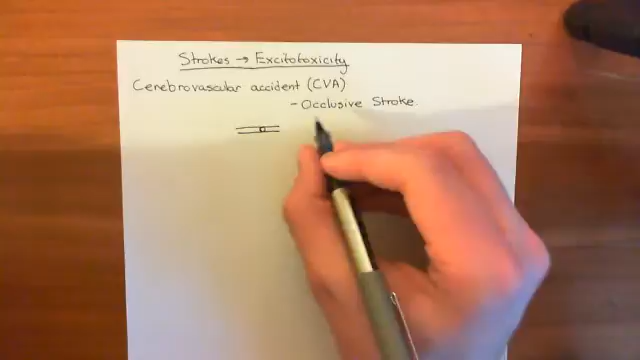 Strokes → Excitotoxicity
Cerebrovascular accident (CVA)
- Occlusive Stroke.